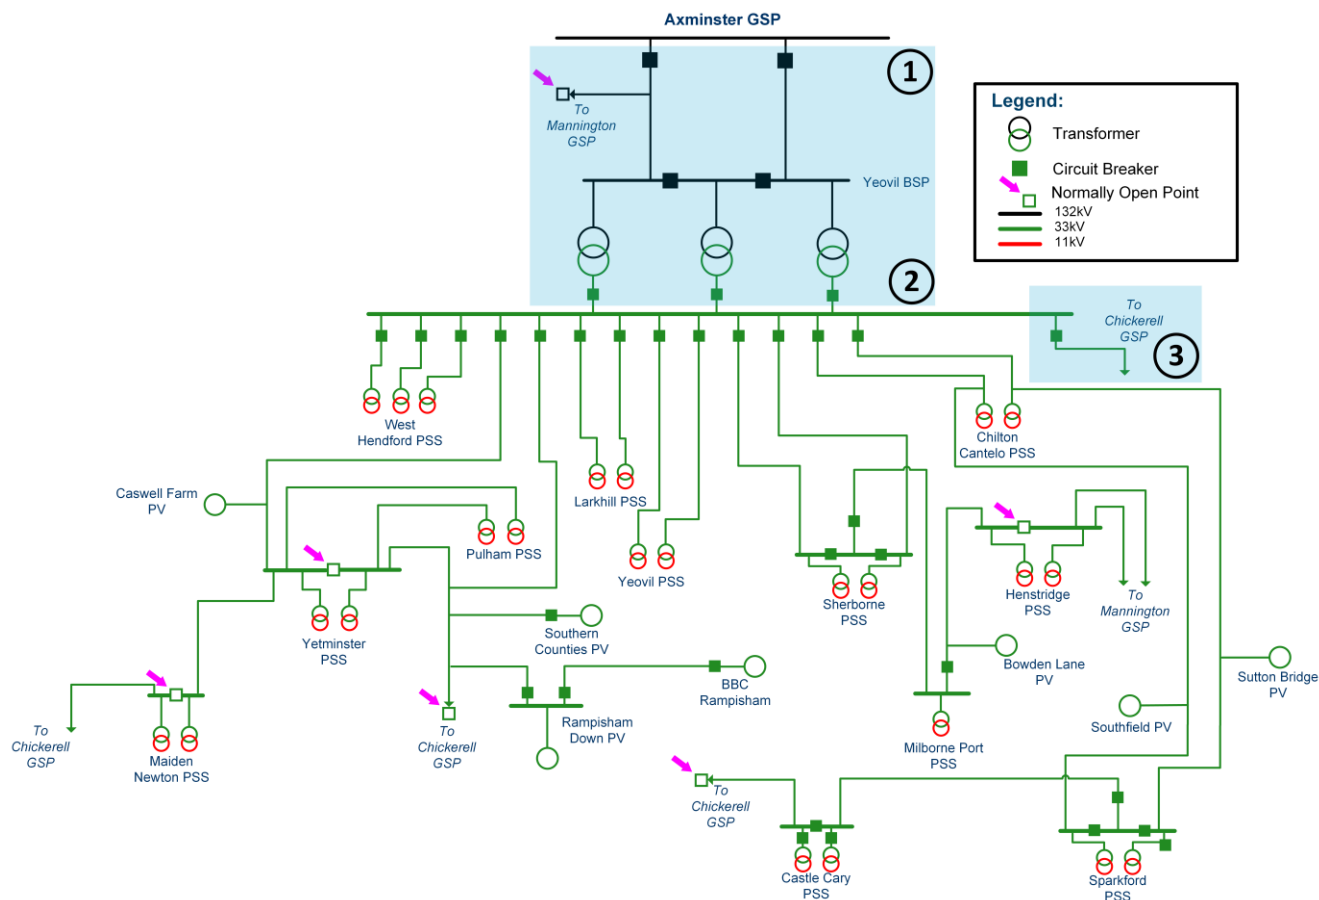 Axminster GSP
1
To
Mannington
GSP
Yeovil BSP
2
Legend:
Transformer
Circuit Breaker
Normally Open Point
132kV
33kV
11kV
To
Chickerell
GSP
3
West
Hendford PSS
Chilton
Cantelo PSS
Caswell Farm
PV
Larkhill PSS
Pulham PSS
Yeovil PSS
Sherborne
PSS
Henstridge
PSS
To
Mannington
GSP
Yetminster
PSS
Southern
Counties PV
Bowden Lane
PV
Sutton Bridge
PV
BBC
Rampisham
Southfield PV
To
Chickerell
GSP
Maiden
Newton PSS
To
Chickerell
GSP
Rampisham
Down PV
Milborne Port
PSS
To
Chickerell
GSP
Castle Cary
PSS
Sparkford
PSS